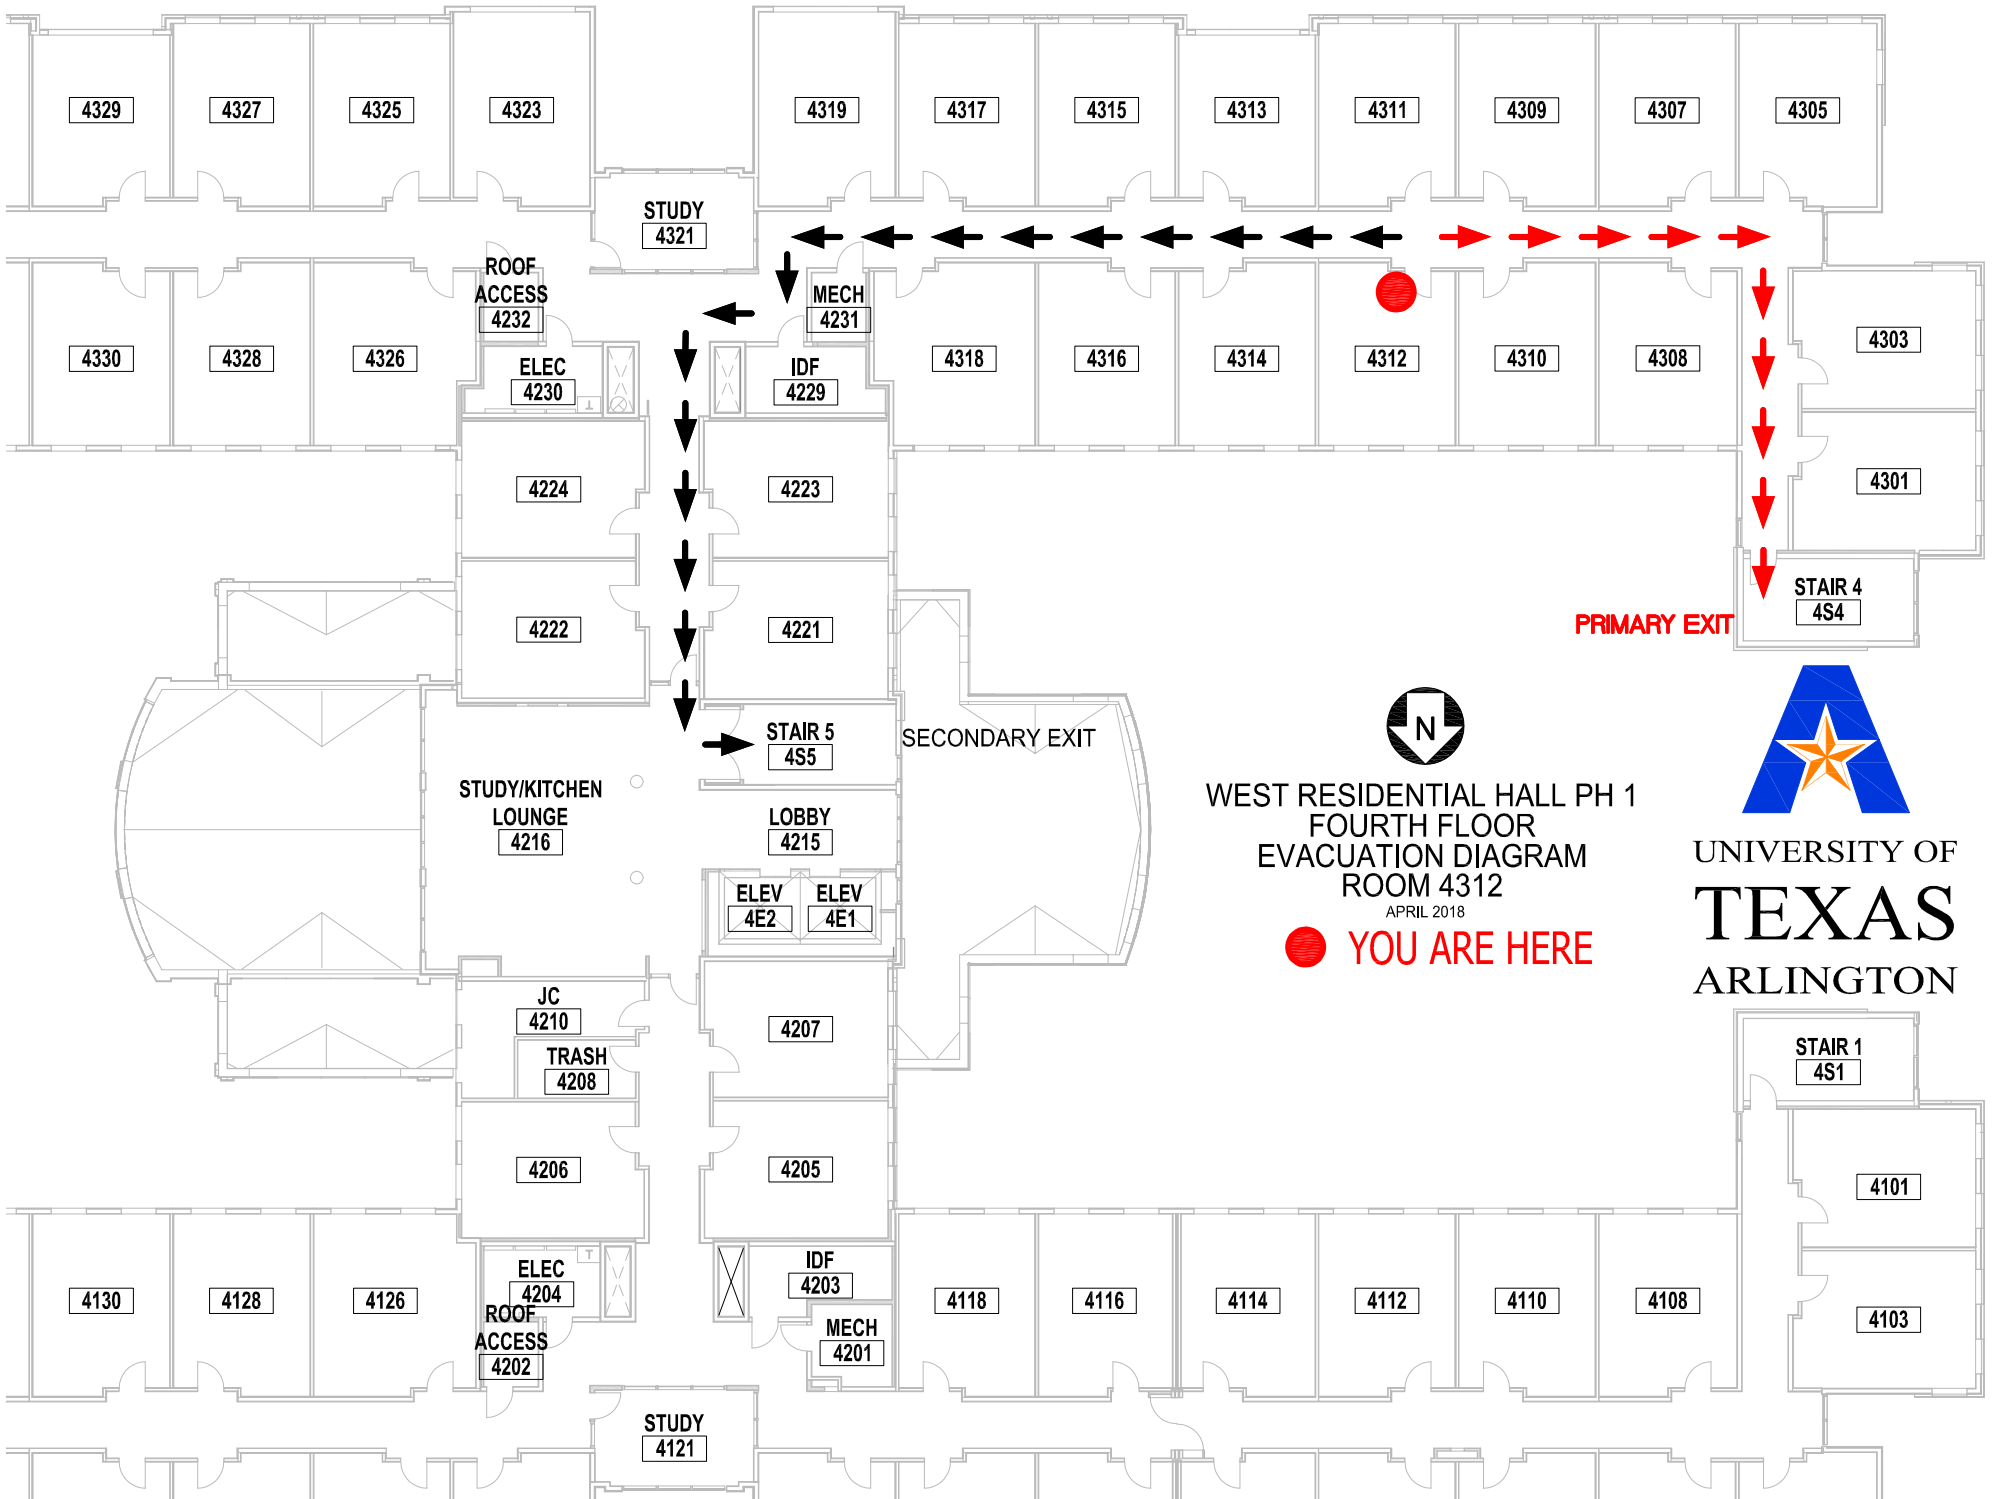 4329
4327
4325
4323
4319
4317
4315
4313
4311
4309
4307
4305
STUDY
4321
ROOF
ACCESS
4232
MECH
4231
4330
4328
4326
ELEC
4230
IDF
4229
4318
4316
4314
4312
4310
4308
4303
4301
4224
4223
4222
4221
STAIR 4
4S4
PRIMARY EXIT
STAIR 5
4S5
SECONDARY EXIT
N
STUDY/KITCHEN
LOUNGE
4216
LOBBY
4215
ELEV
4E2
ELEV
4E1
WEST RESIDENTIAL HALL PH 1
FOURTH FLOOR
EVACUATION DIAGRAM
ROOM 4312
APRIL 2018
YOU ARE HERE
UNIVERSITY OF
TEXAS
ARLINGTON
JC
4210
TRASH
4208
4207
STAIR 1
4S1
4206
4205
4101
4103
ELEC
4204
ROOF
ACCESS
4202
IDF
4203
MECH
4201
4130
4128
4126
4118
4116
4114
4112
4110
4108
STUDY
4121
T
T